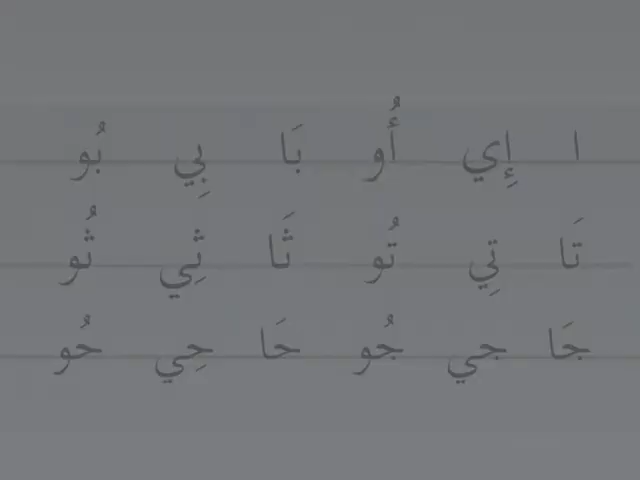 ا إِي أُو بَا بِي بُو
تَا تِي تُو ثَا ثِي ثُو
جَا جي جُو حَا حِي حُو